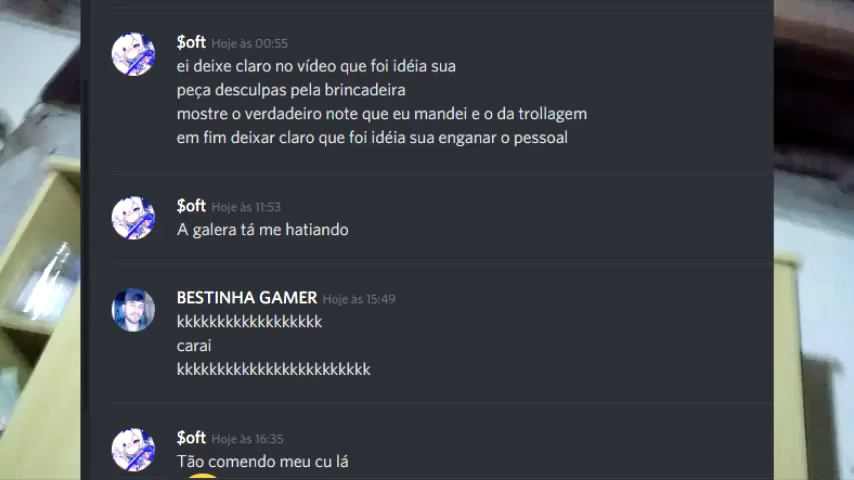 $oft Hoje às 00:55
ei deixe claro no vídeo que foi idéia sua
peça desculpas pela brincadeira
mostre o verdadeiro note que eu mandei e o da trollagem
em fim deixar claro que foi idéia sua enganar o pessoal
$oft Hoje às 11:53
A galera tá me hatiando
BESTINHA GAMER Hoje às 15:49
kkkkkkkkkkkkkkkkkk
carai
kkkkkkkkkkkkkkkkkkkkkkkk
$oft Hoje às 16:35
Tão comendo meu cu lá